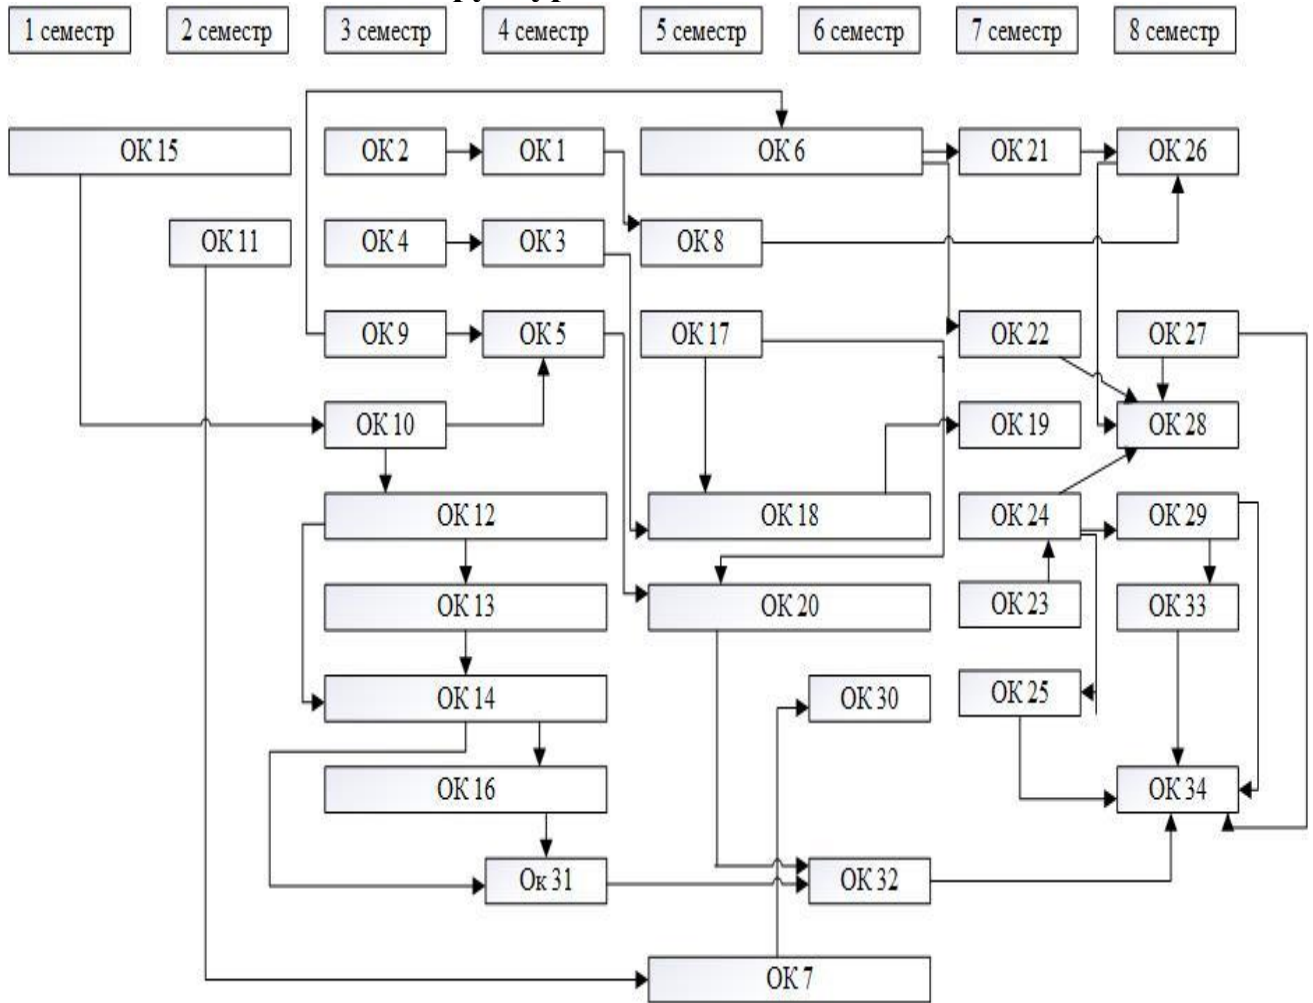 1 семестр 2 семестр 3 семестр 4 семестр 5 семестр 6 семестр 7 семестр 8 семестр
ОК 15 ОК 2 ОК 1 ОК 6 ОК 21 ОК 26
ОК 11 ОК 4 ОК 3 ОК 8
ОК 9 ОК 5 ОК 17 ОК 22 ОК 27
ОК 10 ОК 19 ОК 28
ОК 12 ОК 18 ОК 24 ОК 29
ОК 13 ОК 20 ОК 23 ОК 33
ОК 14 ОК 30 ОК 25
ОК 16 ОК 34
Ок 31 ОК 32
ОК 7